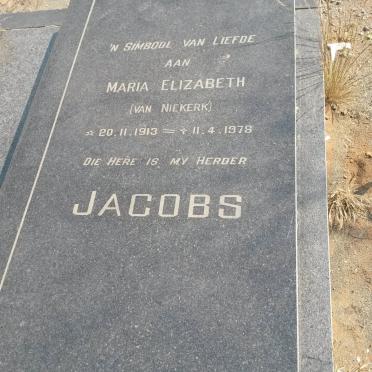 'N SIMBOOL VAN LIEFDE
AAN
MARIA ELIZABETH
(VAN NIEKERK)
☆ 20.11.1913 = ✝ 11.4.1978
DIE HERE IS MY HERDER
JACOBS